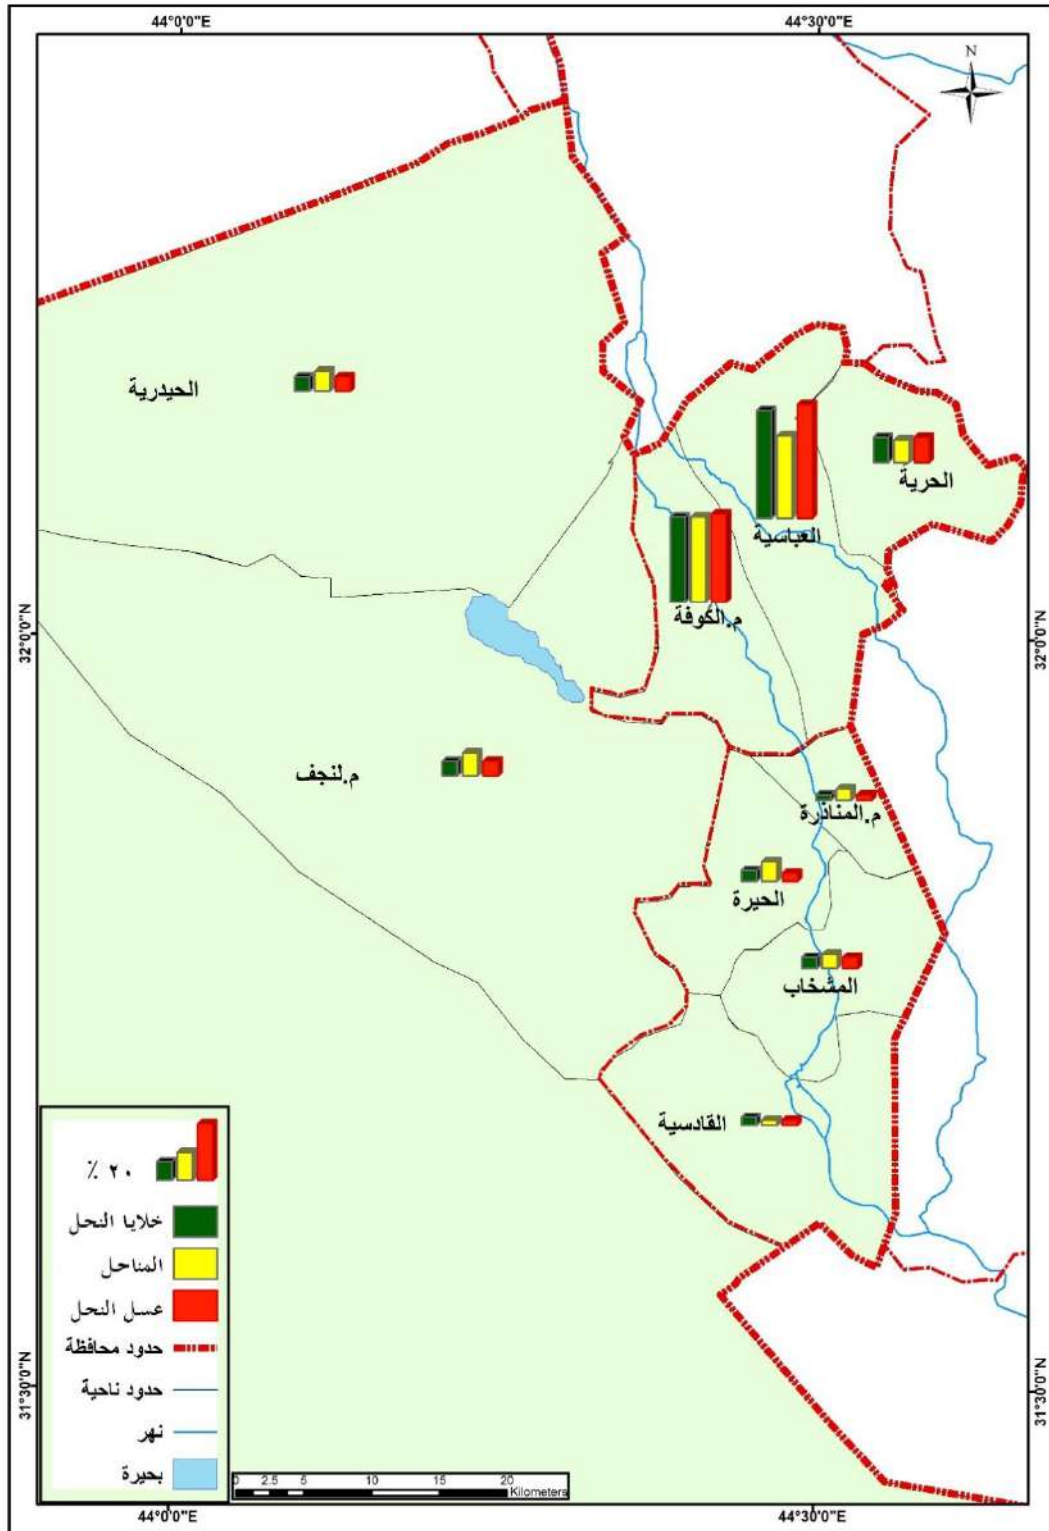 44°0'0"E
44°30'0"E
N
الحيدرية
الحرية
العباسية
م.الكوفة
32°0'0"N
32°0'0"N
م.لنجف
م.المناذرة
الحيرة
المشخاب
القادسية
٢٠ ٪
خلايا النحل
المناحل
عسل النحل
حدود محافظة
حدود ناحية
نهر
بحيرة
31°30'0"N
31°30'0"N
0 2.5 5 10 15 20
Kilometers
44°0'0"E
44°30'0"E